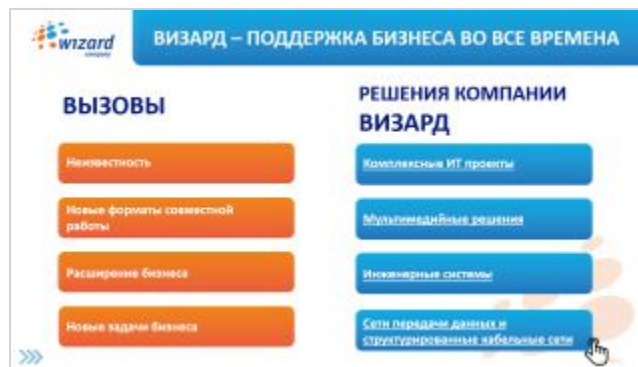 wizard
company
ВИЗАРД – ПОДДЕРЖКА БИЗНЕСА ВО ВСЕ ВРЕМЕНА
ВЫЗОВЫ
Неизвестность
Новые форматы совместной
работы
Расширение бизнеса
Новые задачи бизнеса
РЕШЕНИЯ КОМПАНИИ
ВИЗАРД
Комплексные ИТ проекты
Мультимедийные решения
Инженерные системы
Сети передачи данных и
структурированные кабельные сети